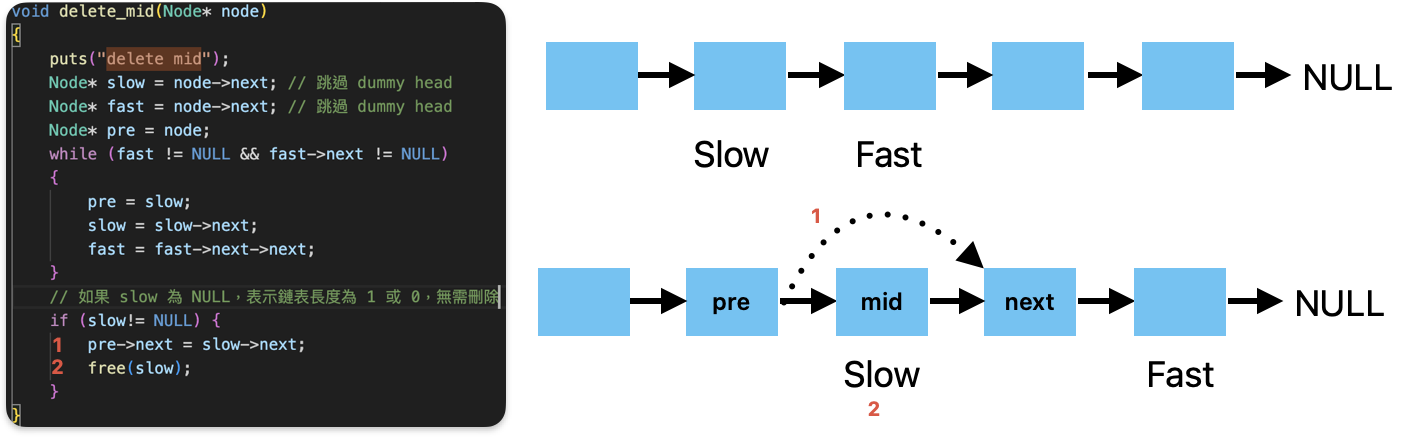 void delete_mid(Node* node)
{
puts("delete mid");
Node* slow = node->next; // 跳過 dummy head
Node* fast = node->next; // 跳過 dummy head
Node* pre = node;
while (fast != NULL && fast->next != NULL)
{
pre = slow;
slow = slow->next;
fast = fast->next->next;
}
// 如果 slow 為 NULL，表示鏈表長度為 1 或 0，無需刪除
if (slow!= NULL) {
1 pre->next = slow->next;
2 free(slow);
}
}
NULL
Slow Fast
1
pre mid next
NULL
Slow Fast
2